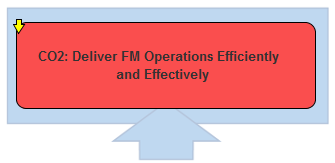 CO2: Deliver FM Operations Efficiently
and Effectively